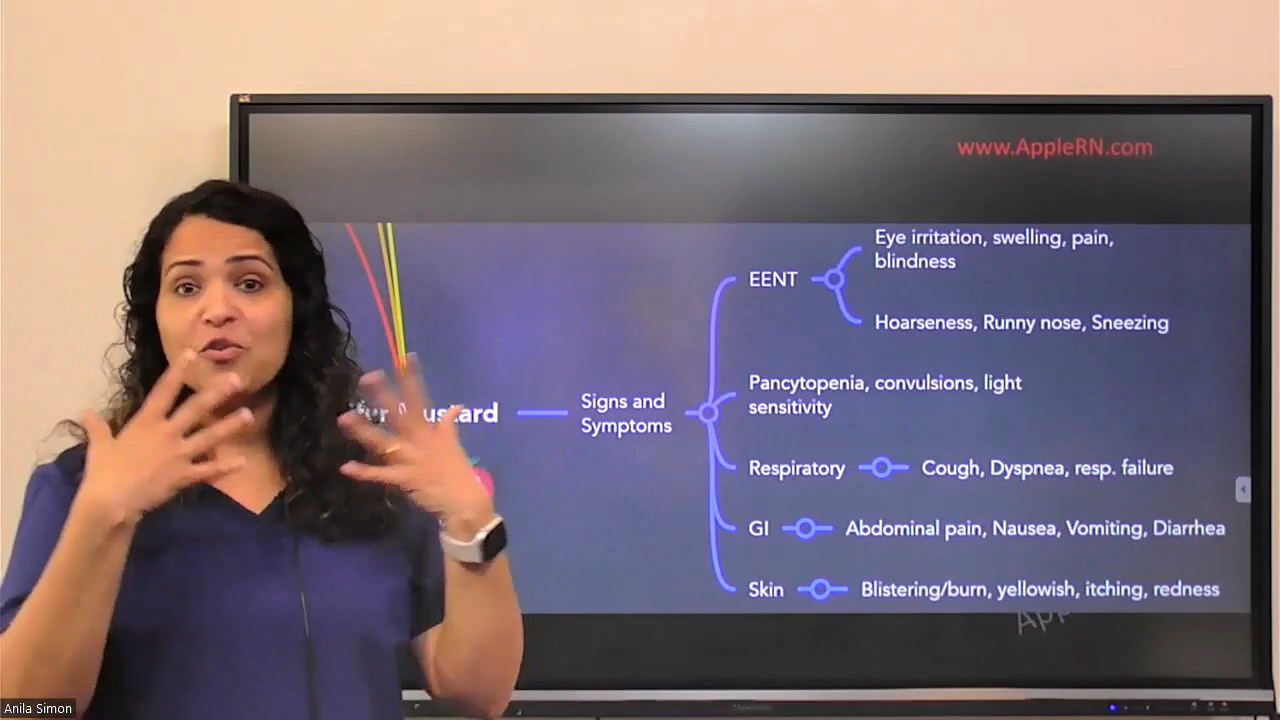 www.AppleRN.com
Eye irritation, swelling, pain,
blindness
EENT
Hoarseness, Runny nose, Sneezing
Pancytopenia, convulsions, light
sensitivity
Signs and
Symptoms
Respiratory
Cough, Dyspnea, resp. failure
GI
Abdominal pain, Nausea, Vomiting, Diarrhea
Skin
Blistering/burn, yellowish, itching, redness
Anila Simon